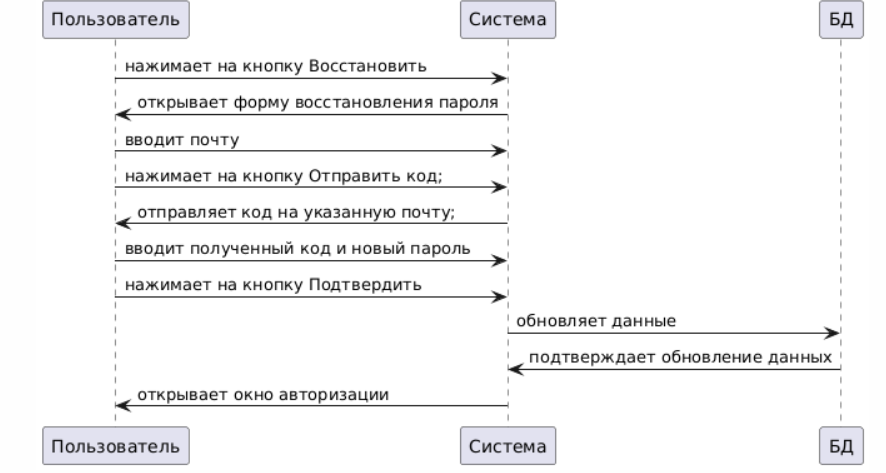 Пользователь
Система
БД
нажимает на кнопку Восстановить
открывает форму восстановления пароля
вводит почту
нажимает на кнопку Отправить код;
отправляет код на указанную почту;
вводит полученный код и новый пароль
нажимает на кнопку Подтвердить
обновляет данные
подтверждает обновление данных
открывает окно авторизации
Пользователь
Система
БД